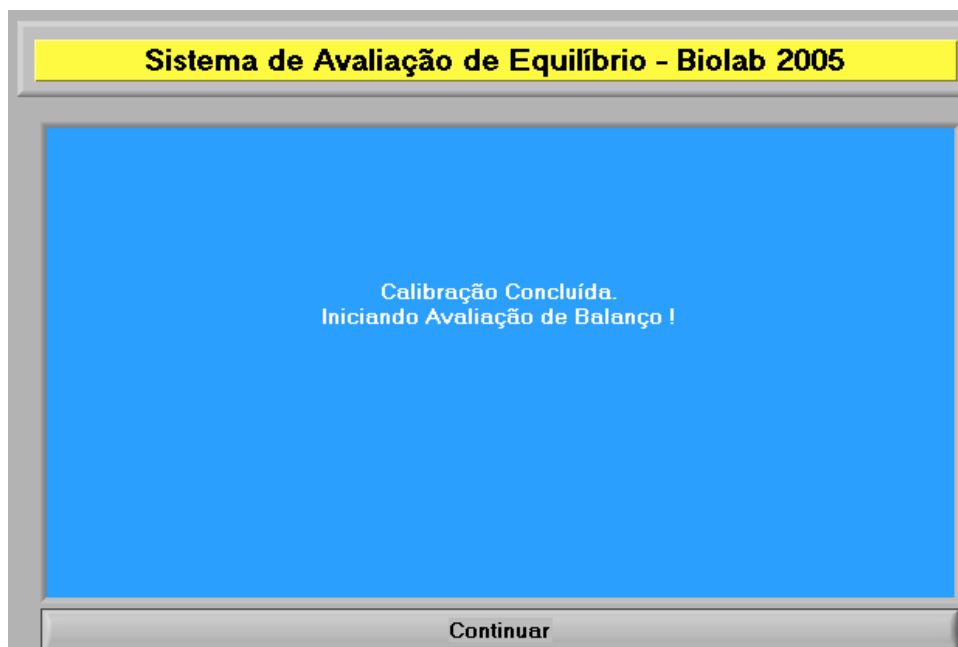 Sistema de Avaliação de Equilíbrio - Biolab 2005
Calibração Concluída.
Iniciando Avaliação de Balanço !
Continuar